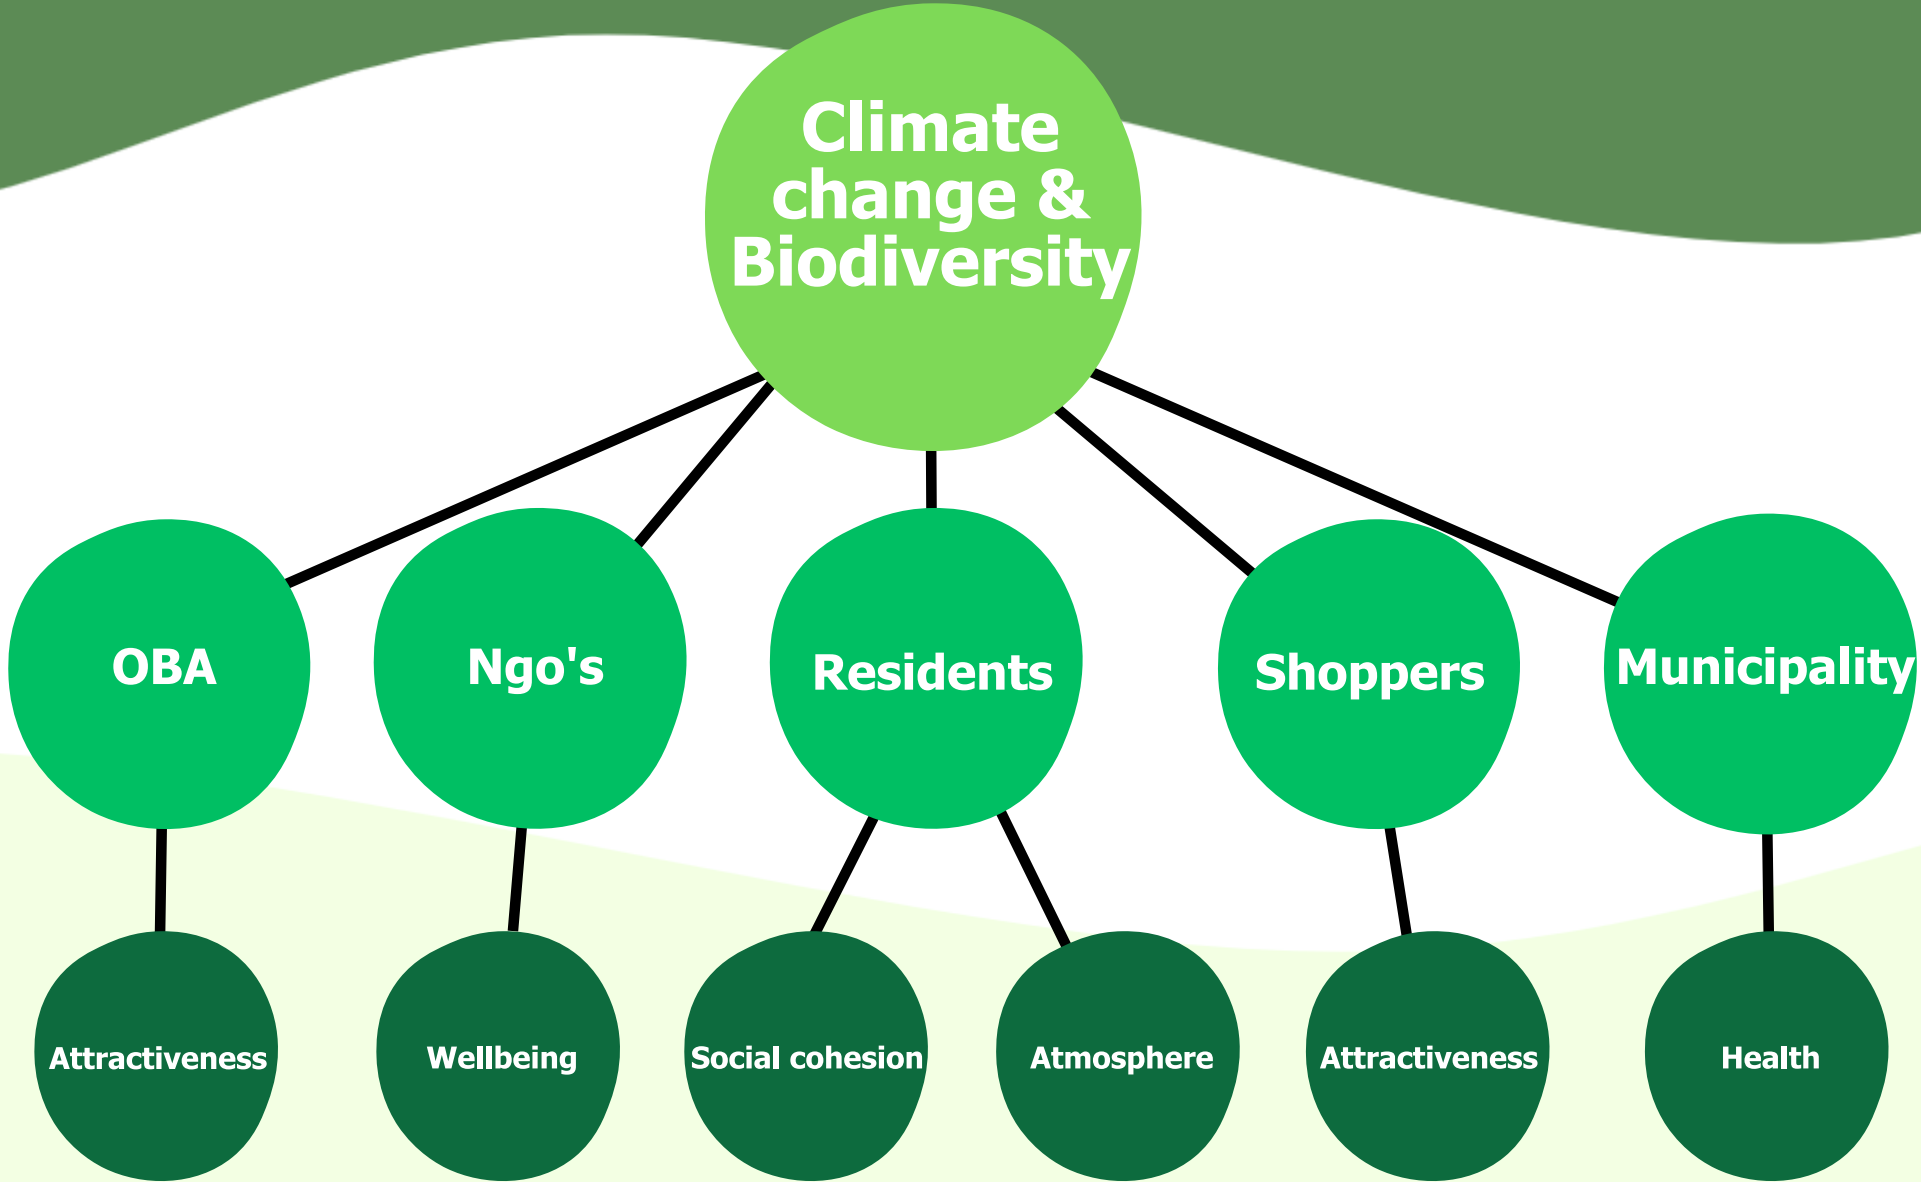 Climate
change &
Biodiversity
OBA
Ngo's
Residents
Shoppers
Municipality
Attractiveness
Wellbeing
Social cohesion
Atmosphere
Attractiveness
Health